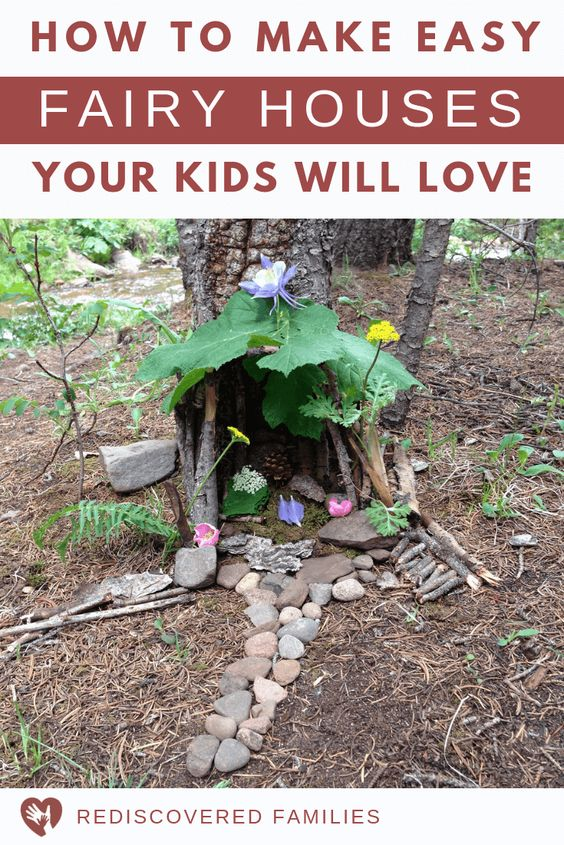 HOW TO MAKE EASY
FAIRY HOUSES
YOUR KIDS WILL LOVE
REDISCOVERED FAMILIES